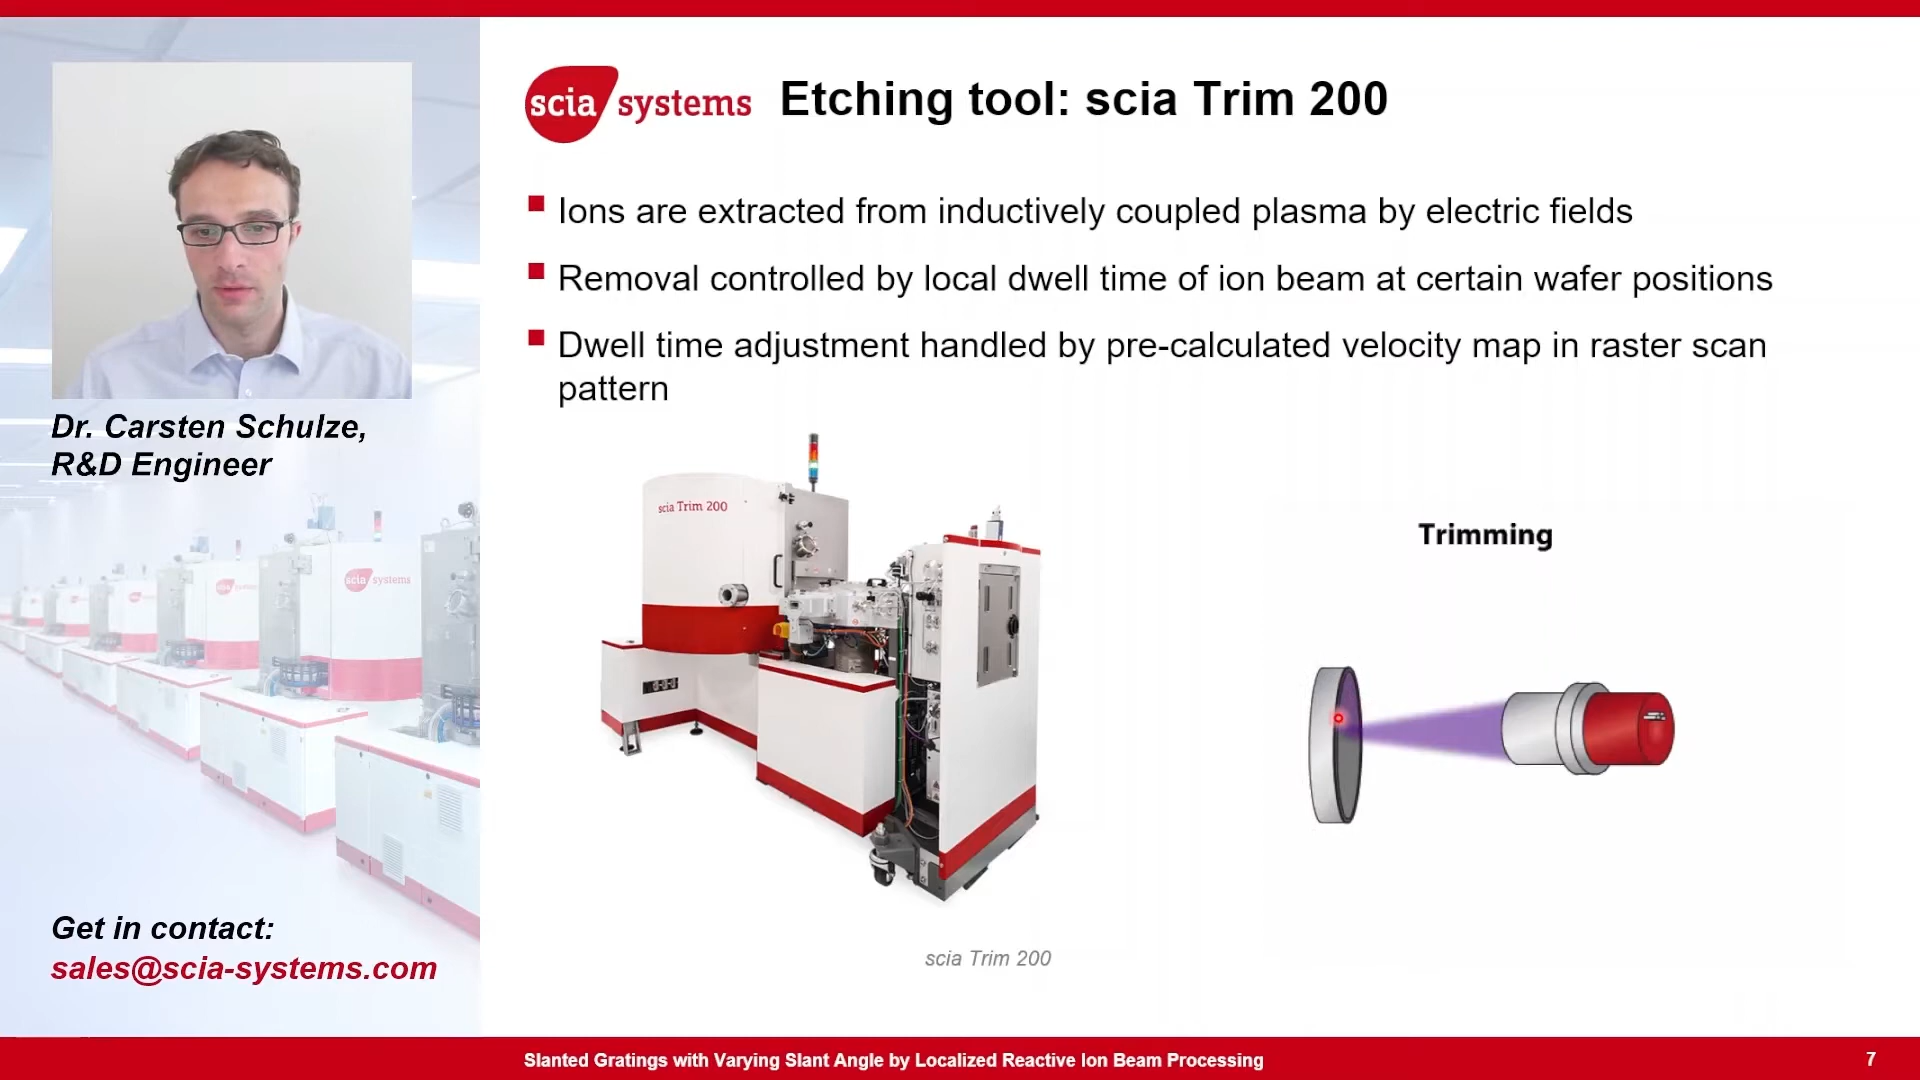 scia systems
Etching tool: scia Trim 200
Ions are extracted from inductively coupled plasma by electric fields
Removal controlled by local dwell time of ion beam at certain wafer positions
Dwell time adjustment handled by pre-calculated velocity map in raster scan
pattern
Dr. Carsten Schulze,
R&D Engineer
scia Trim 200
Trimming
scia systems
Get in contact:
sales@scia-systems.com
scia Trim 200
Slanted Gratings with Varying Slant Angle by Localized Reactive Ion Beam Processing
7